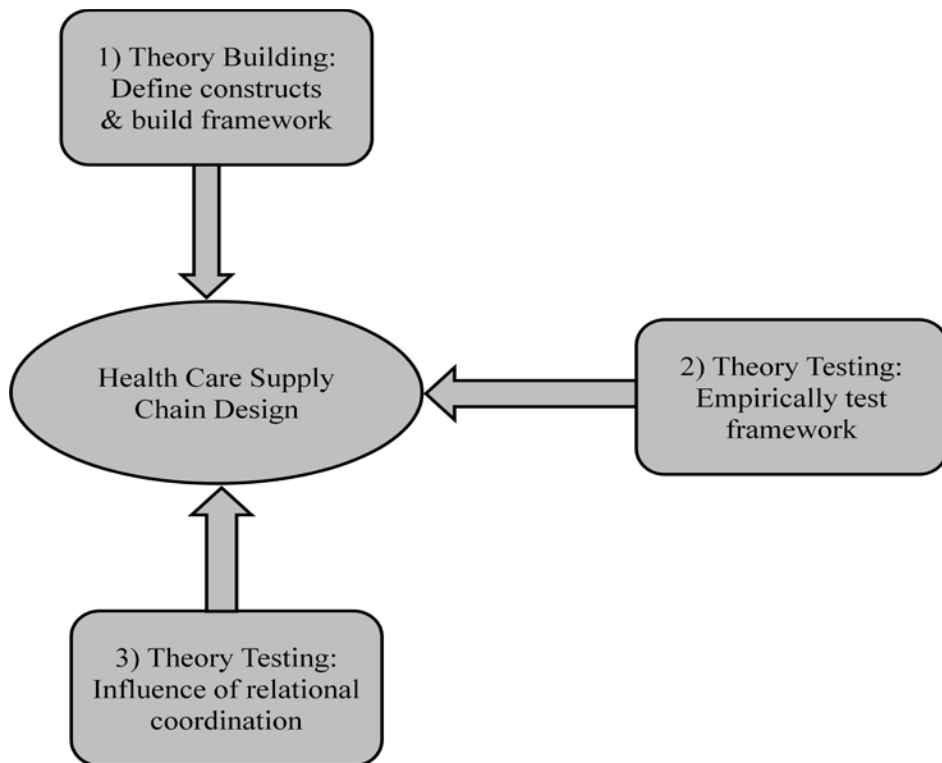 1) Theory Building:
Define constructs
& build framework
Health Care Supply
Chain Design
2) Theory Testing:
Empirically test
framework
3) Theory Testing:
Influence of relational
coordination